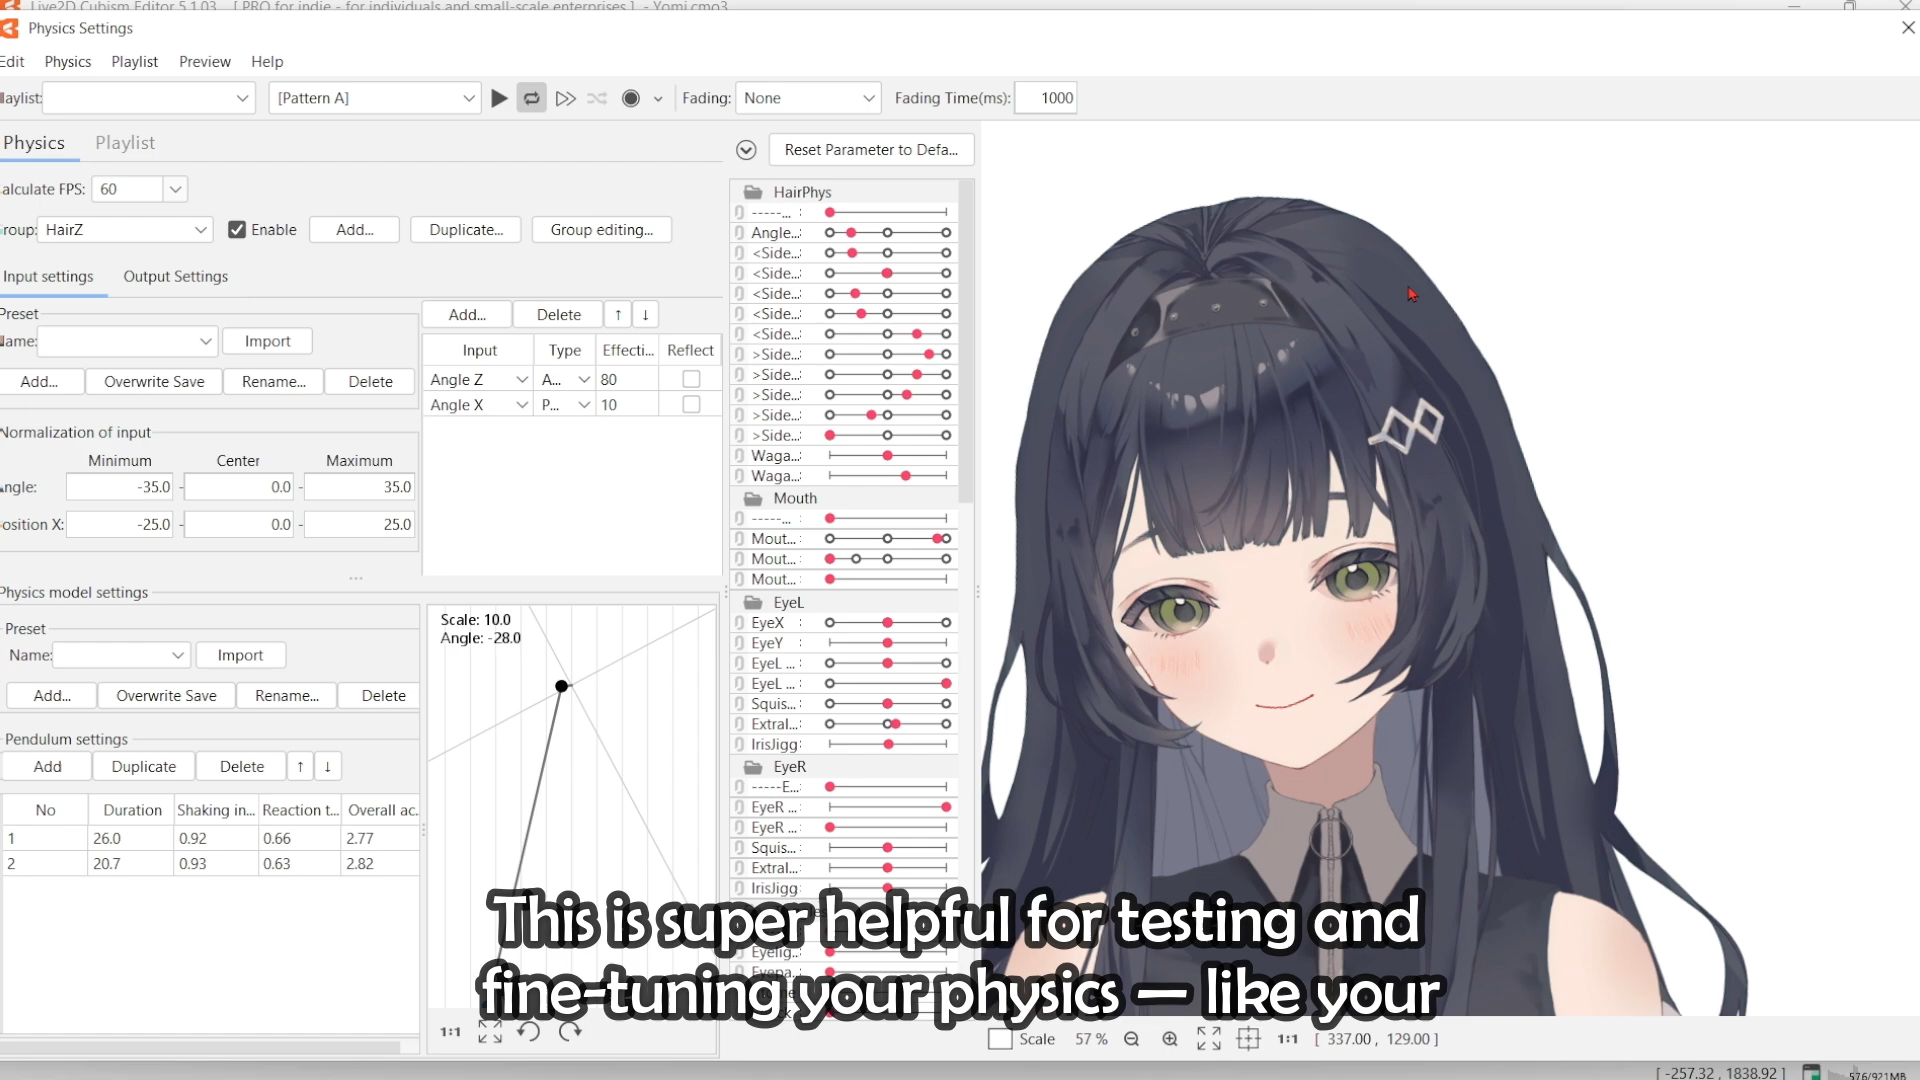 Live2D Cubism Editor 5.1.03 [ PRO for indie - for individuals and small-scale enterprises ] - Yomi.cmo3
Physics Settings
Edit Physics Playlist Preview Help
laylist: [Pattern A] Fading: None Fading Time(ms): 1000
Physics Playlist
alculate FPS: 60
roup: HairZ Enable Add... Duplicate... Group editing...
Input settings Output Settings
Preset
ame: Import
Add... Overwrite Save Rename... Delete
Add... Delete ↑ ↓
Input Type Effecti... Reflect
Angle Z A... 80
Angle X P... 10
Normalization of input
Minimum Center Maximum
ngle: -35.0 - 0.0 - 35.0
osition X: -25.0 - 0.0 - 25.0
Physics model settings
Preset
Name: Import
Add... Overwrite Save Rename... Delete
Pendulum settings
Add Duplicate Delete ↑ ↓
No Duration Shaking in... Reaction t... Overall ac...
1 26.0 0.92 0.66 2.77
2 20.7 0.93 0.63 2.82
Scale: 10.0
Angle: -28.0
1:1
Reset Parameter to Defa...
HairPhys
-----... :
Angle...:
<Side...:
<Side...:
<Side...:
<Side...:
<Side...:
>Side...:
>Side...:
>Side...:
>Side...:
>Side...:
Waga...:
Waga...:
Mouth
-----... :
Mout... :
Mout... :
Mout... :
EyeL
EyeX :
EyeY :
EyeL ... :
EyeL ... :
Squis... :
Extral... :
IrisJigg:
EyeR
-----E... :
EyeR ... :
EyeR ... :
Squis... :
Extral... :
IrisJigg:
Eyelig..:
Eyepa..
This is super helpful for testing and
fine-tuning your physics — like your
Scale 57 % 1:1 [ 337.00 , 129.00 ]
[ -257.32 , 1838.92 ] 576/921MB